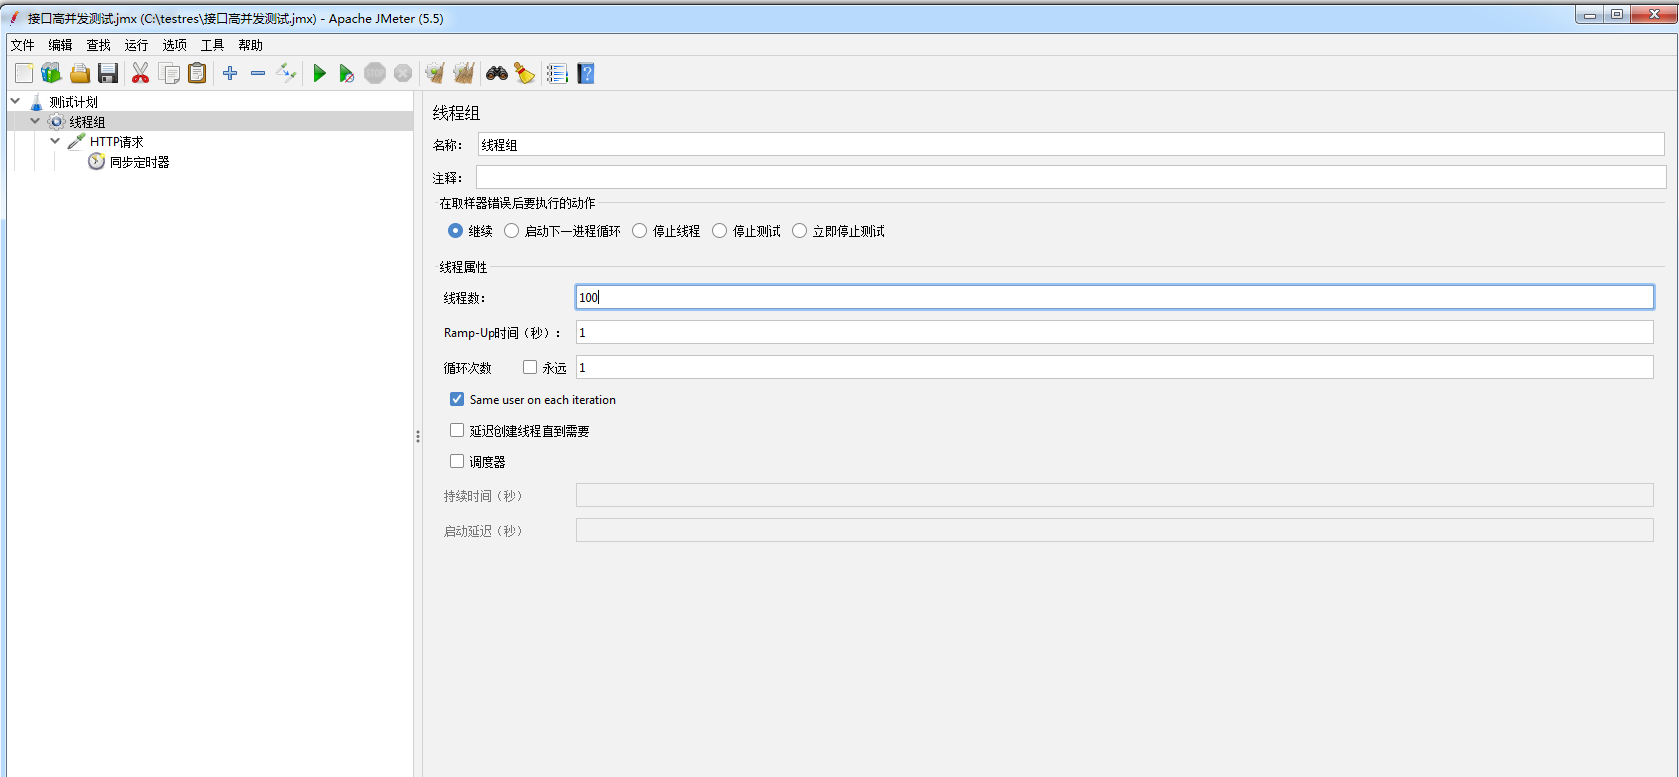 接口高并发测试.jmx (C:\testres\接口高并发测试.jmx) - Apache JMeter (5.5)
文件 编辑 查找 运行 选项 工具 帮助
STOP
测试计划
线程组
HTTP请求
同步定时器
线程组
名称： 线程组
注释：
在取样器错误后要执行的动作
继续 启动下一进程循环 停止线程 停止测试 立即停止测试
线程属性
线程数： 100
Ramp-Up时间（秒）： 1
循环次数 永远 1
Same user on each iteration
延迟创建线程直到需要
调度器
持续时间（秒）
启动延迟（秒）